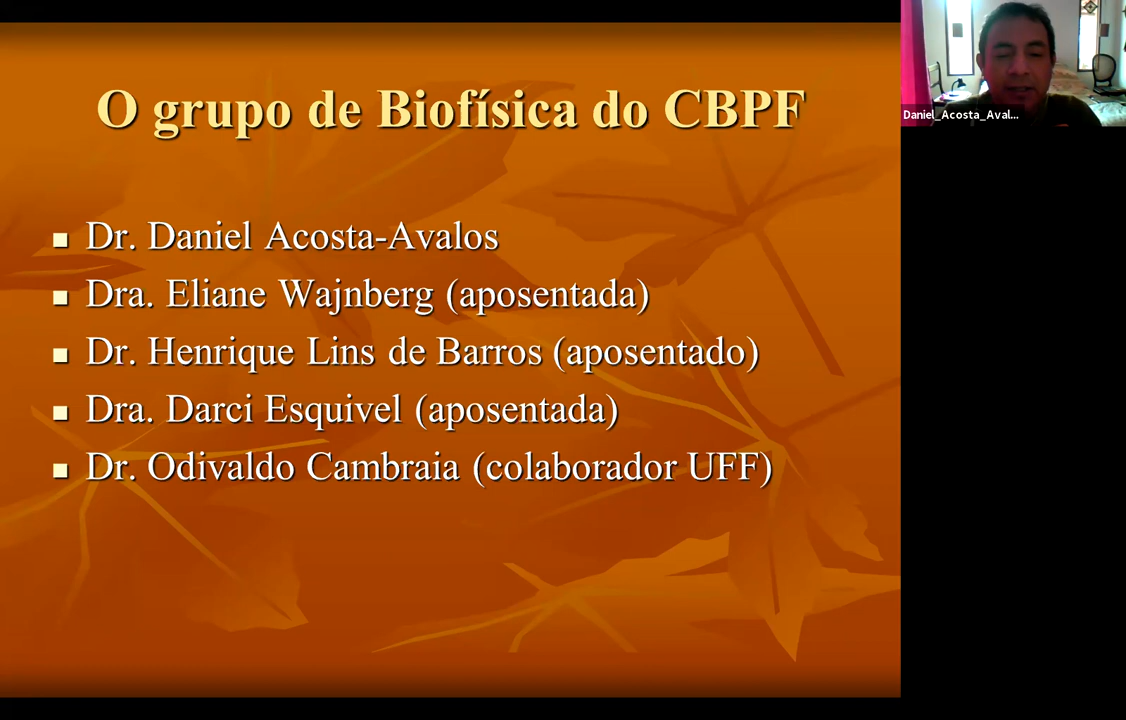 O grupo de Biofísica do CBPF
Dr. Daniel Acosta-Avalos
Dra. Eliane Wajnberg (aposentada)
Dr. Henrique Lins de Barros (aposentado)
Dra. Darci Esquivel (aposentada)
Dr. Odivaldo Cambraia (colaborador UFF)
Daniel_Acosta_Aval...